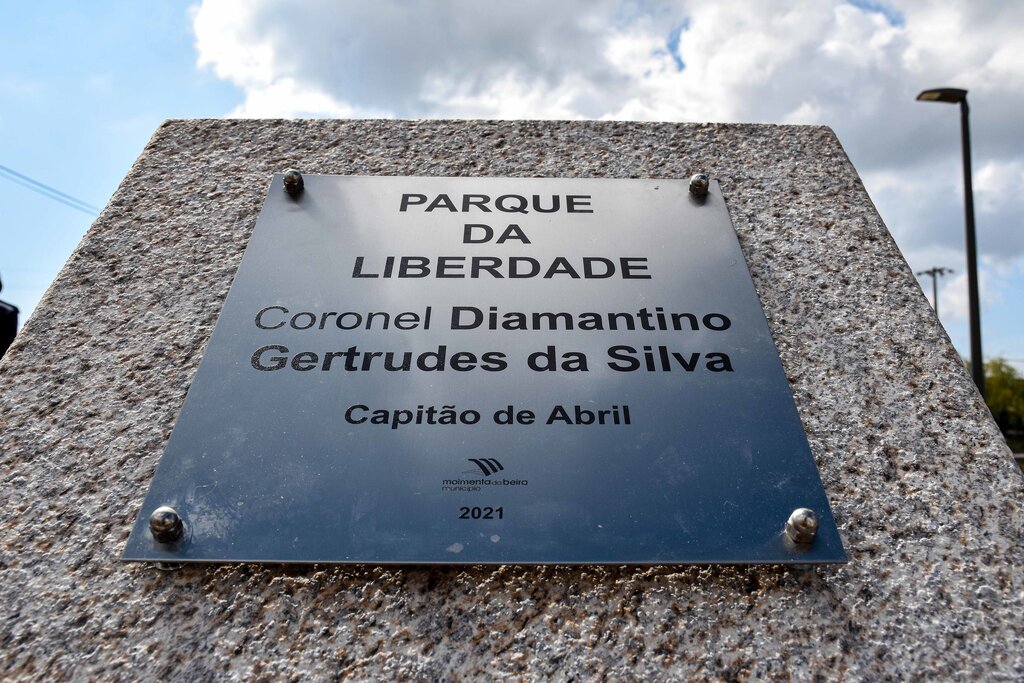 PARQUE
DA
LIBERDADE
Coronel Diamantino
Gertrudes da Silva
Capitão de Abril
moimenta da beira
município
2021